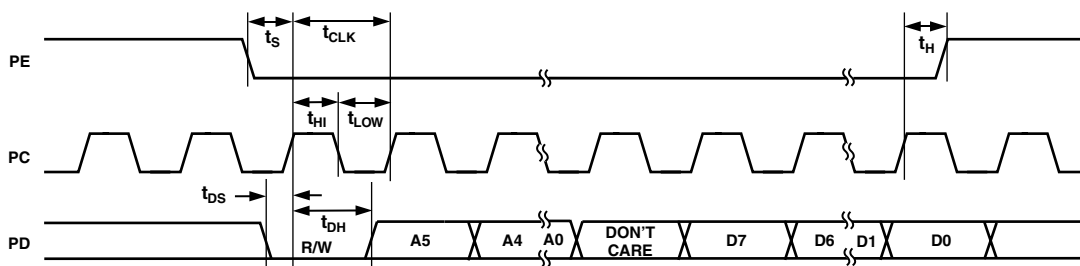 tS
tCLK
tH
PE
tHI
tLOW
PC
tDS
tDH
PD
R/W
A5
A4
A0
DON'T
CARE
D7
D6
D1
D0